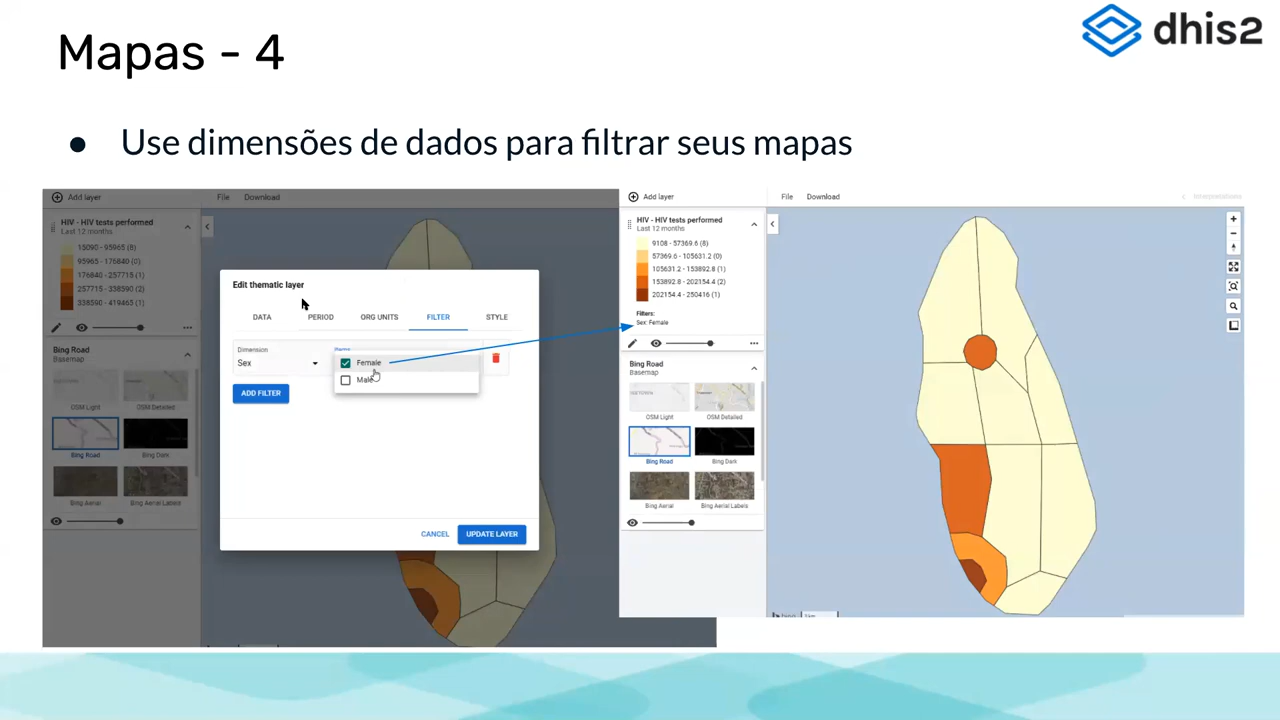 Mapas - 4
dhis2
● Use dimensões de dados para filtrar seus mapas
Add layer
File Download
HIV - HIV tests performed
Last 12 months
15090 - 95965 (8)
95965 - 176840 (0)
176840 - 257715 (1)
257715 - 338590 (2)
338590 - 419465 (1)
Bing Road
Basemap
OSM Light
OSM Detailed
Bing Road
Bing Dark
Bing Aerial
Bing Aerial Labels
Edit thematic layer
DATA PERIOD ORG UNITS FILTER STYLE
Dimension
Sex
Items
Female
Male
ADD FILTER
CANCEL UPDATE LAYER
Add layer
File Download
Interpretations
HIV - HIV tests performed
Last 12 months
9108 - 57369.6 (8)
57369.6 - 105631.2 (0)
105631.2 - 153892.8 (1)
153892.8 - 202154.4 (2)
202154.4 - 250416 (1)
Filters:
Sex: Female
Bing Road
Basemap
OSM Light
OSM Detailed
Bing Road
Bing Dark
Bing Aerial
Bing Aerial Labels